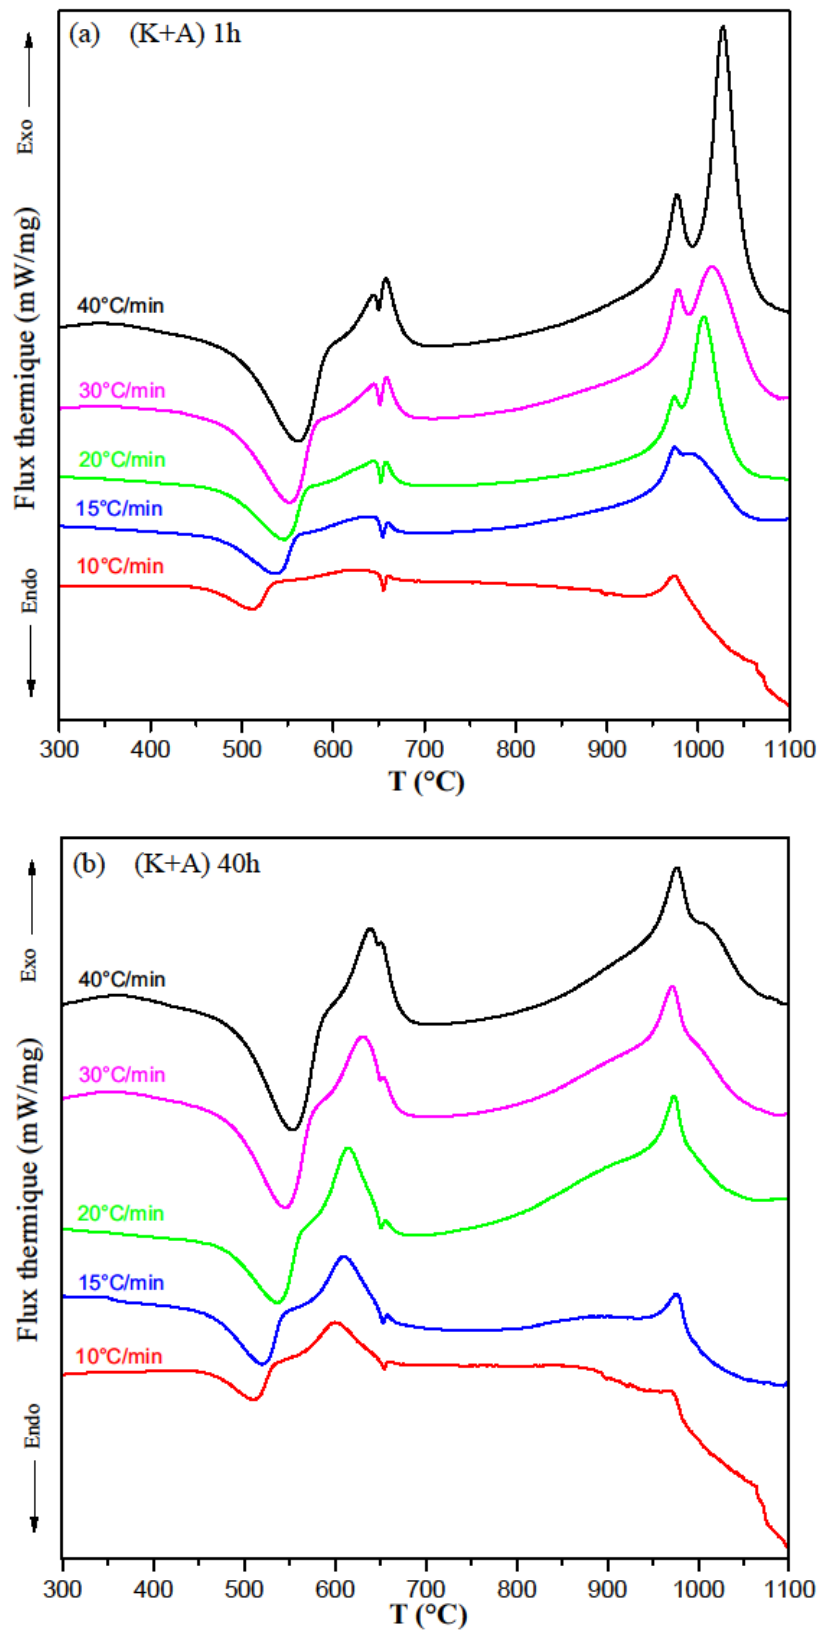 (a) (K+A) 1h
Exo
Flux thermique (mW/mg)
Endo
40°C/min
30°C/min
20°C/min
15°C/min
10°C/min
300 400 500 600 700 800 900 1000 1100
T (°C)
(b) (K+A) 40h
Exo
Flux thermique (mW/mg)
Endo
40°C/min
30°C/min
20°C/min
15°C/min
10°C/min
300 400 500 600 700 800 900 1000 1100
T (°C)